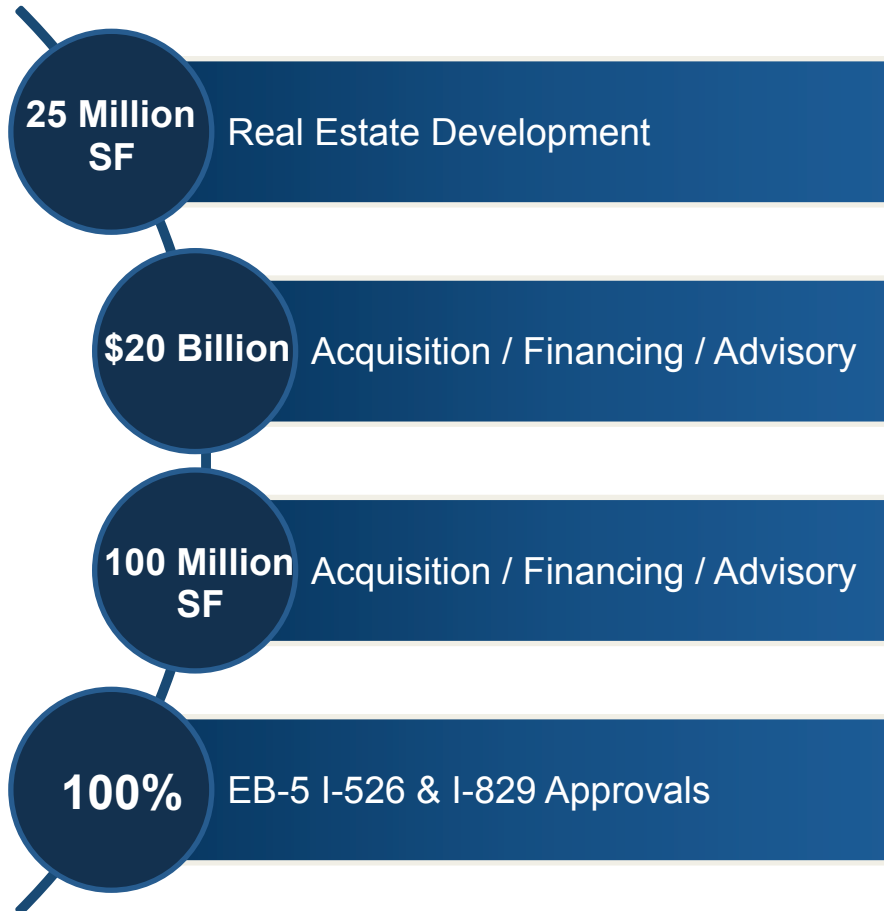 25 Million
SF
Real Estate Development
$20 Billion
Acquisition / Financing / Advisory
100 Million
SF
Acquisition / Financing / Advisory
100%
EB-5 I-526 & I-829 Approvals